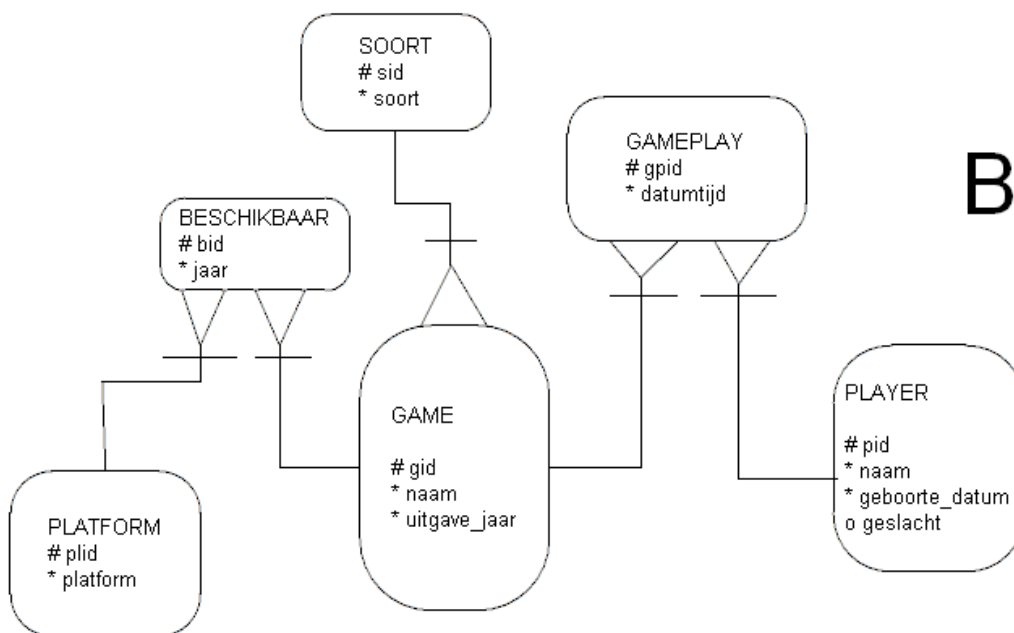 SOORT
# sid
* soort
GAMEPLAY
# gpid
* datumtijd
B
BESCHIKBAAR
# bid
* jaar
GAME
# gid
* naam
* uitgave_jaar
PLAYER
# pid
* naam
* geboorte_datum
o geslacht
PLATFORM
# plid
* platform